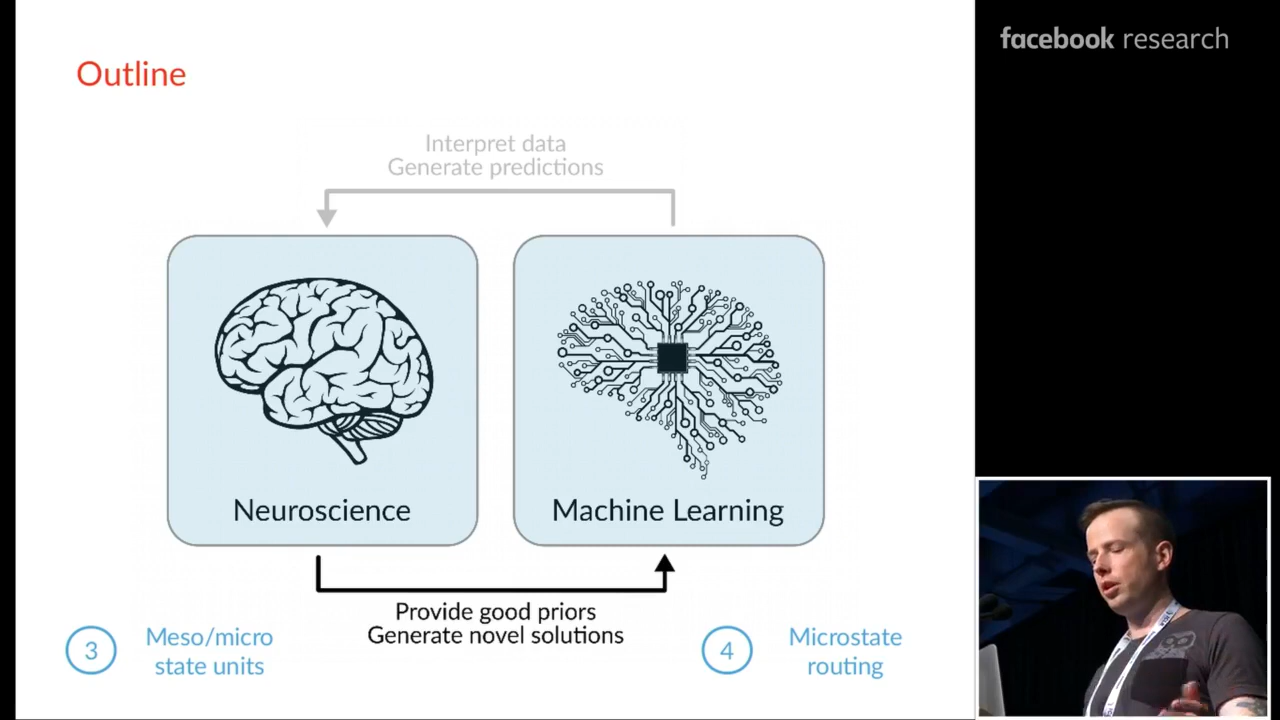 facebook research
Outline
Interpret data
Generate predictions
Neuroscience
Machine Learning
Provide good priors
Generate novel solutions
3
Meso/micro
state units
4
Microstate
routing